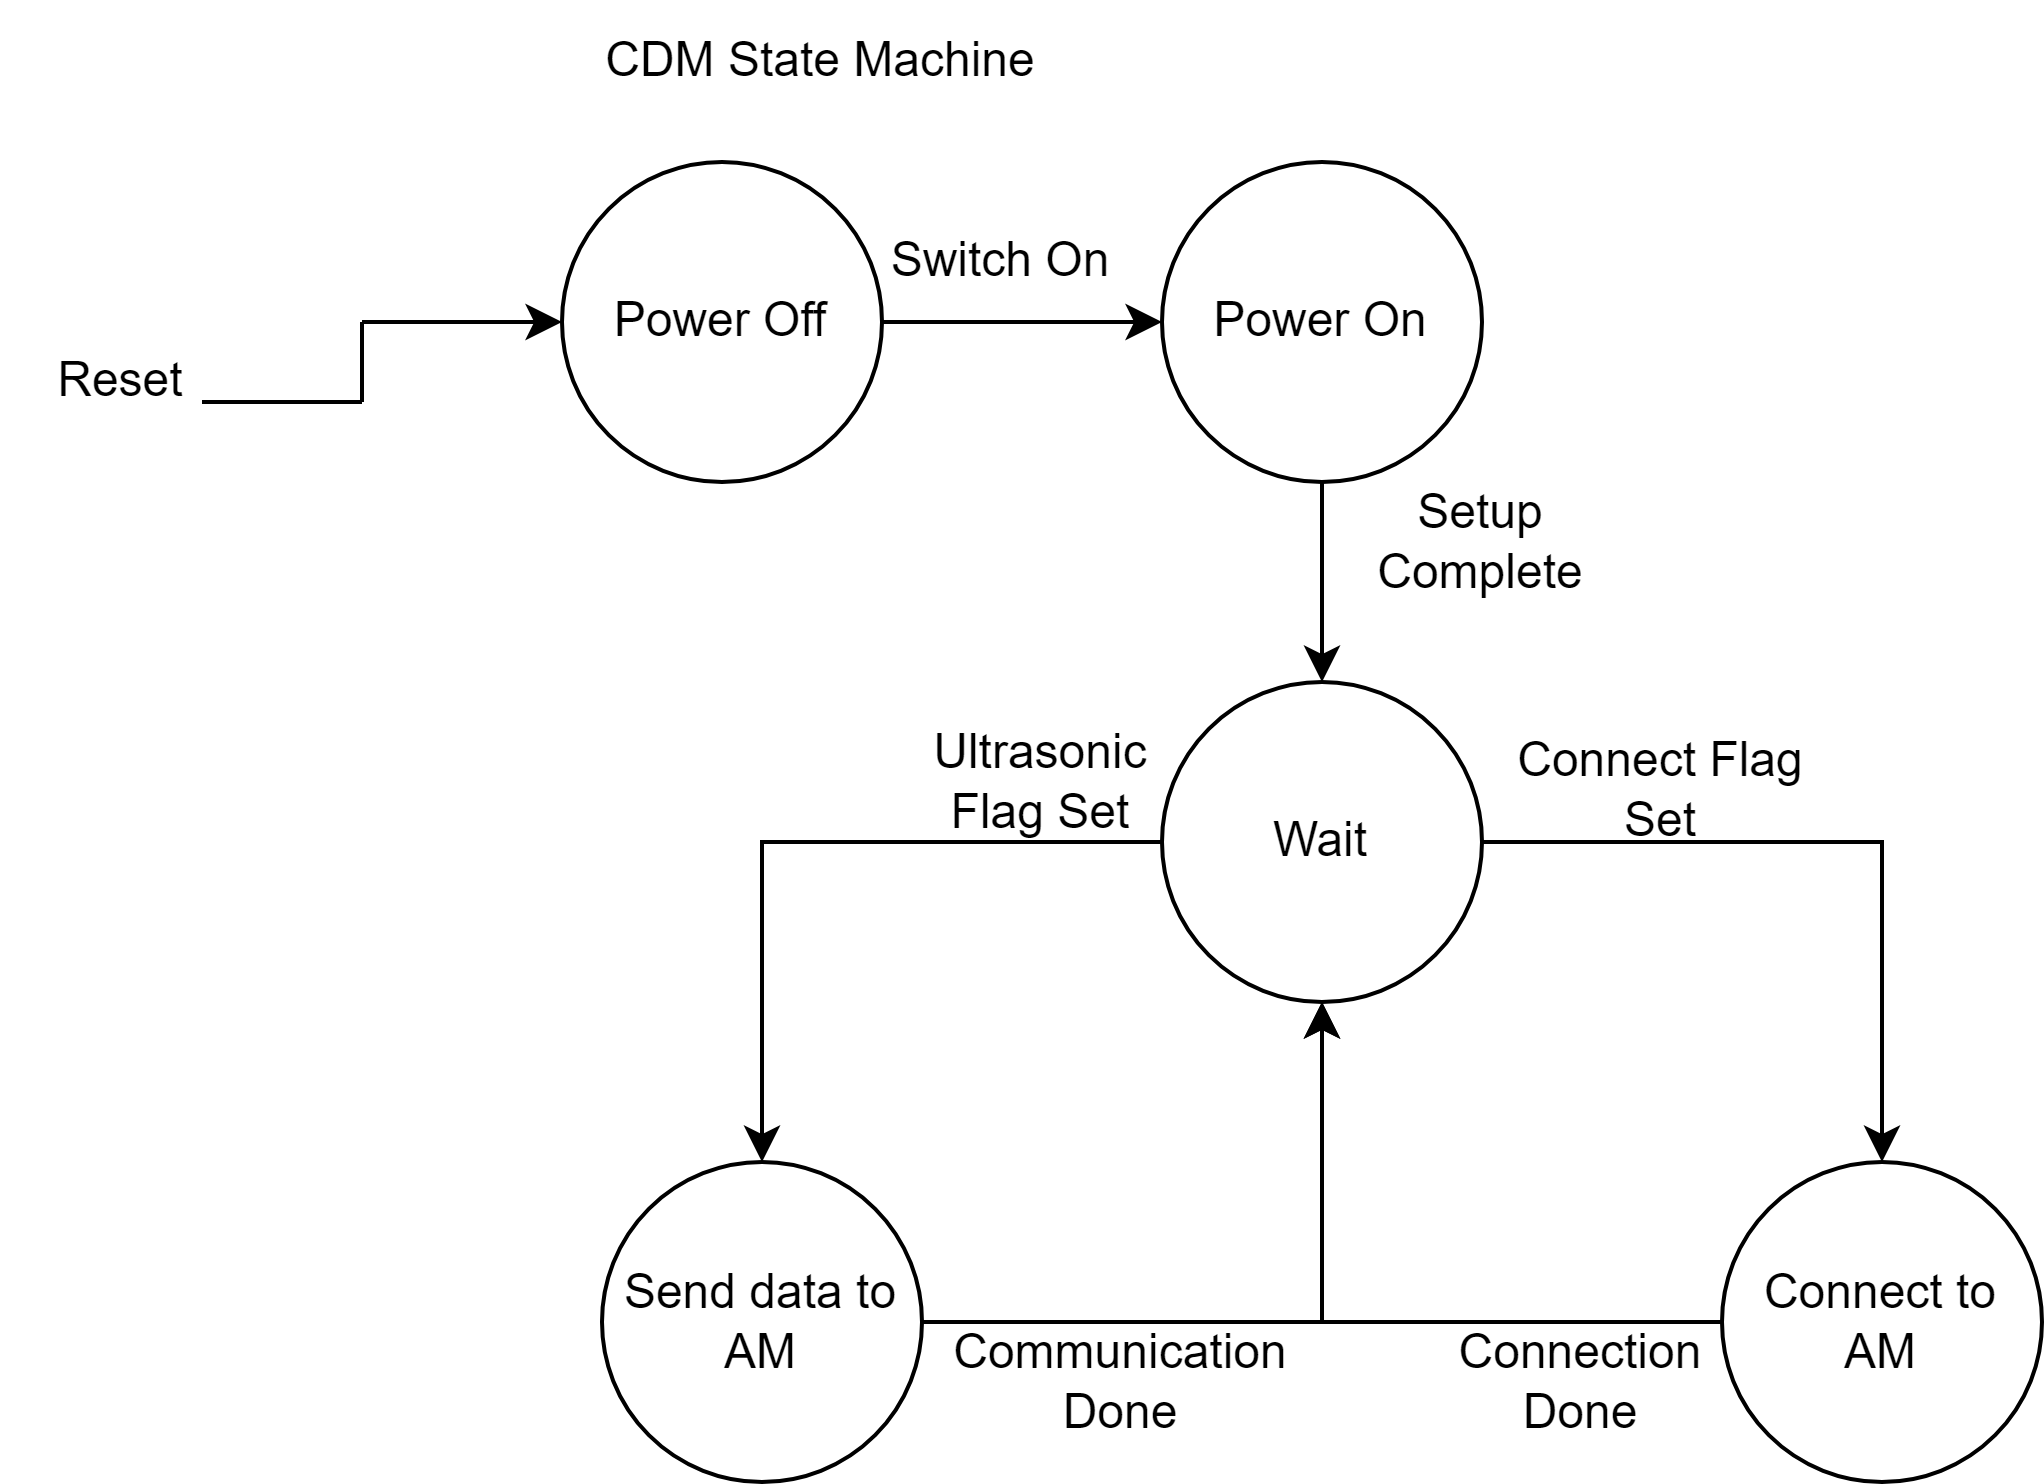 CDM State Machine
Switch On
Power Off
Power On
Reset
Setup
Complete
Ultrasonic
Flag Set
Connect Flag
Set
Wait
Send data to
AM
Connect to
AM
Communication
Done
Connection
Done